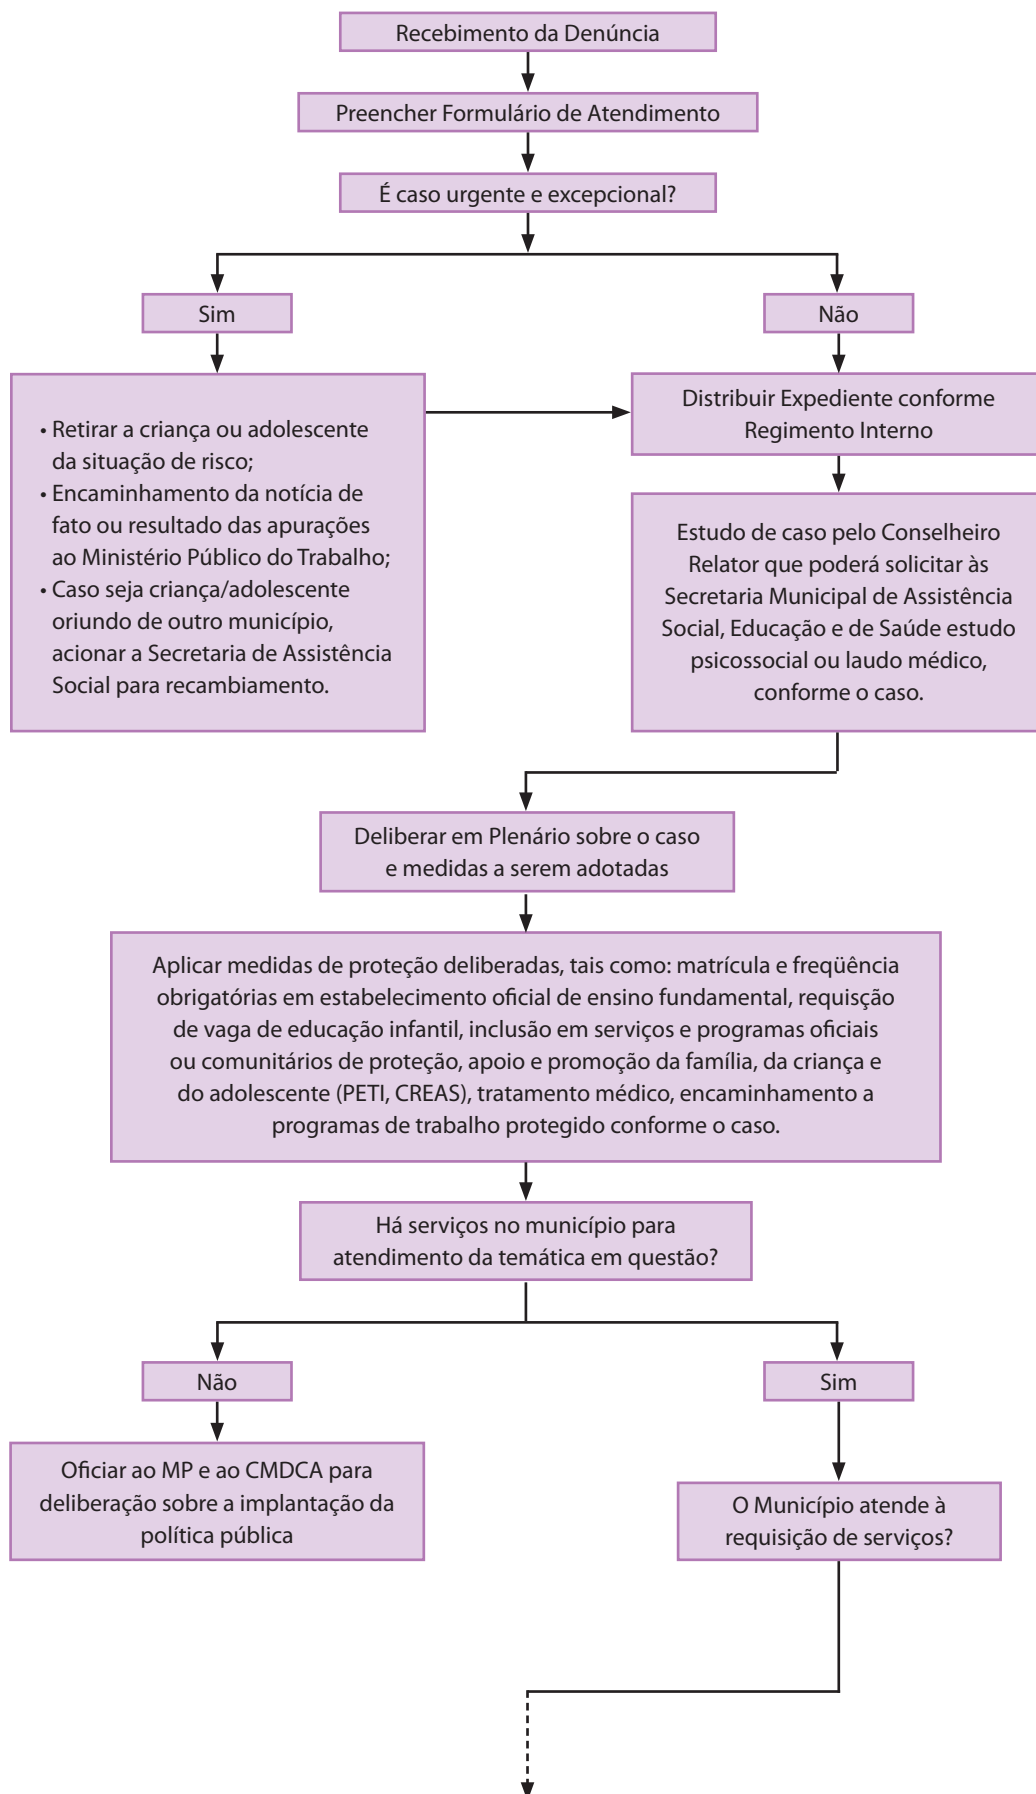 Recebimento da Denúncia
Preencher Formulário de Atendimento
É caso urgente e excepcional?
Sim
Não
• Retirar a criança ou adolescente
da situação de risco;
• Encaminhamento da notícia de
fato ou resultado das apurações
ao Ministério Público do Trabalho;
• Caso seja criança/adolescente
oriundo de outro município,
acionar a Secretaria de Assistência
Social para recambiamento.
Distribuir Expediente conforme
Regimento Interno
Estudo de caso pelo Conselheiro
Relator que poderá solicitar às
Secretaria Municipal de Assistência
Social, Educação e de Saúde estudo
psicossocial ou laudo médico,
conforme o caso.
Deliberar em Plenário sobre o caso
e medidas a serem adotadas
Aplicar medidas de proteção deliberadas, tais como: matrícula e freqüência
obrigatórias em estabelecimento oficial de ensino fundamental, requisção
de vaga de educação infantil, inclusão em serviços e programas oficiais
ou comunitários de proteção, apoio e promoção da família, da criança e
do adolescente (PETI, CREAS), tratamento médico, encaminhamento a
programas de trabalho protegido conforme o caso.
Há serviços no município para
atendimento da temática em questão?
Não
Sim
Oficiar ao MP e ao CMDCA para
deliberação sobre a implantação da
política pública
O Município atende à
requisição de serviços?